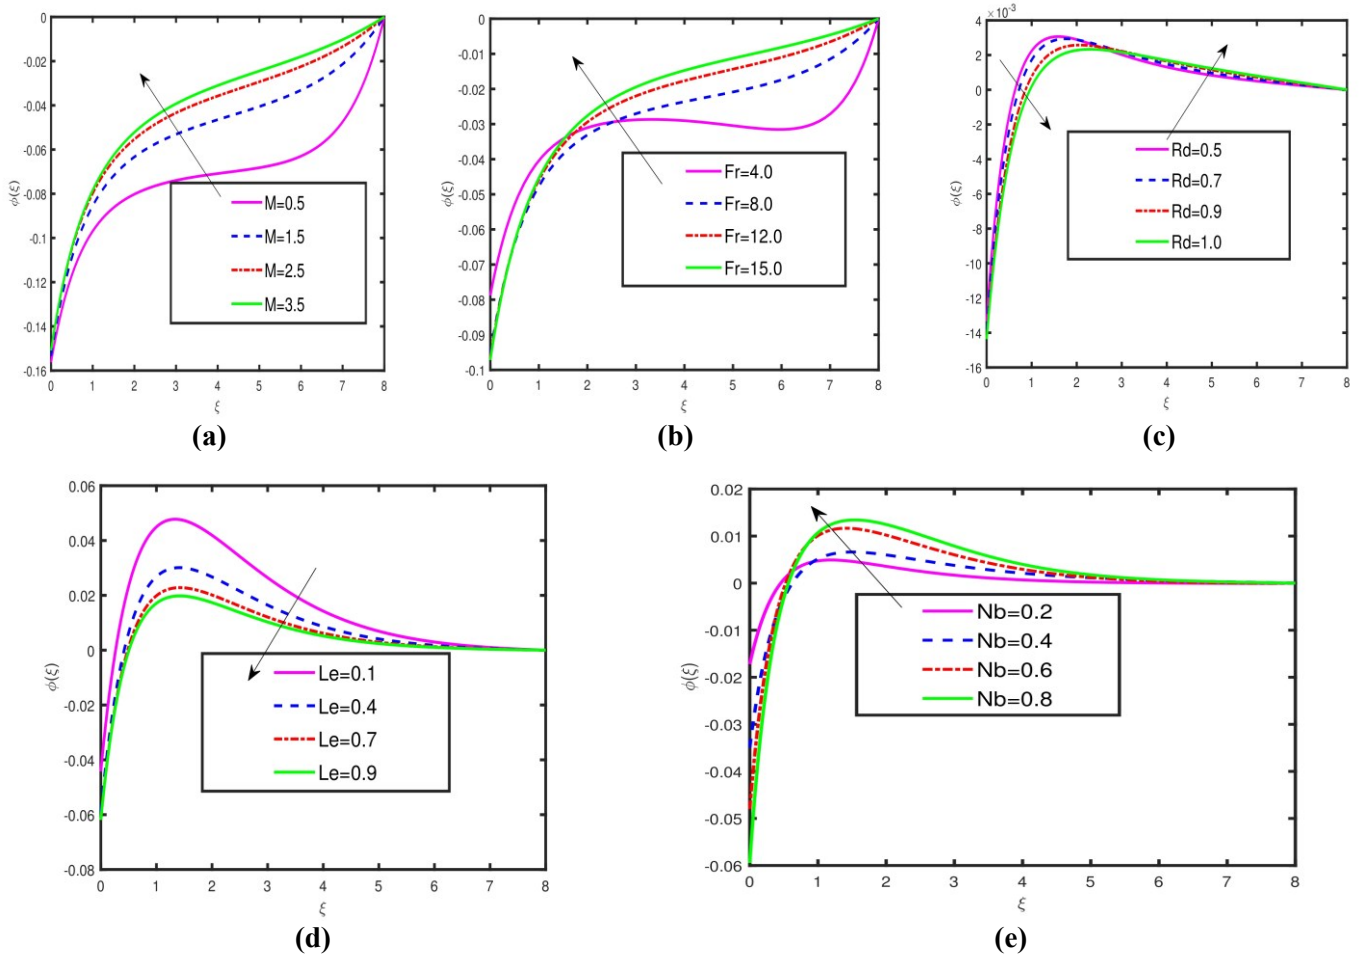 0
-0.02
-0.04
-0.06
-0.08
-0.1
-0.12
-0.14
-0.16
ϕ(ξ)
M=0.5
M=1.5
M=2.5
M=3.5
0 1 2 3 4 5 6 7 8
ξ
(a)
0
-0.01
-0.02
-0.03
-0.04
-0.05
-0.06
-0.07
-0.08
-0.09
-0.1
ϕ(ξ)
Fr=4.0
Fr=8.0
Fr=12.0
Fr=15.0
0 1 2 3 4 5 6 7 8
ξ
(b)
×10⁻³
4
2
0
-2
-4
-6
-8
-10
-12
-14
-16
ϕ(ξ)
Rd=0.5
Rd=0.7
Rd=0.9
Rd=1.0
0 1 2 3 4 5 6 7 8
ξ
(c)
0.06
0.04
0.02
0
-0.02
-0.04
-0.06
-0.08
ϕ(ξ)
Le=0.1
Le=0.4
Le=0.7
Le=0.9
0 1 2 3 4 5 6 7 8
ξ
(d)
0.02
0.01
0
-0.01
-0.02
-0.03
-0.04
-0.05
-0.06
ϕ(ξ)
Nb=0.2
Nb=0.4
Nb=0.6
Nb=0.8
0 1 2 3 4 5 6 7 8
ξ
(e)